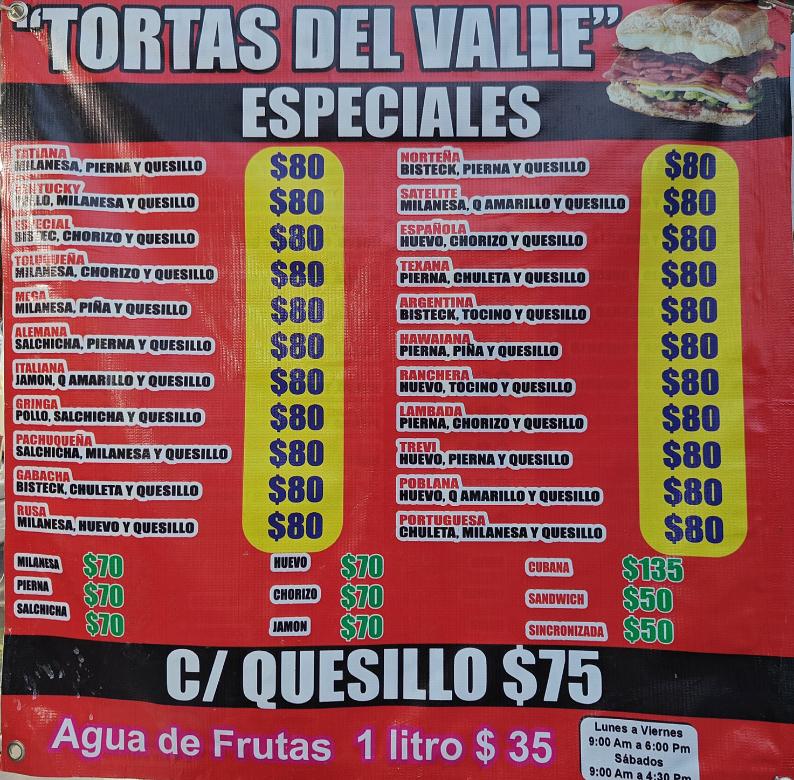 "TORTAS DEL VALLE"
ESPECIALES
TATIANA
MILANESA, PIERNA Y QUESILLO
$80
KENTUCKY
POLLO, MILANESA Y QUESILLO
$80
ESPECIAL
BISTEC, CHORIZO Y QUESILLO
$80
TOLUQUEÑA
MILANESA, CHORIZO Y QUESILLO
$80
MEGA
MILANESA, PIÑA Y QUESILLO
$80
ALEMANA
SALCHICHA, PIERNA Y QUESILLO
$80
ITALIANA
JAMON, Q AMARILLO Y QUESILLO
$80
GRINGA
POLLO, SALCHICHA Y QUESILLO
$80
PACHUQUEÑA
SALCHICHA, MILANESA Y QUESILLO
$80
GABACHA
BISTECK, CHULETA Y QUESILLO
$80
RUSA
MILANESA, HUEVO Y QUESILLO
$80
NORTEÑA
BISTECK, PIERNA Y QUESILLO
$80
SATELITE
MILANESA, Q AMARILLO Y QUESILLO
$80
ESPAÑOLA
HUEVO, CHORIZO Y QUESILLO
$80
TEXANA
PIERNA, CHULETA Y QUESILLO
$80
ARGENTINA
BISTECK, TOCINO Y QUESILLO
$80
HAWAIANA
PIERNA, PIÑA Y QUESILLO
$80
RANCHERA
HUEVO, TOCINO Y QUESILLO
$80
LAMBADA
PIERNA, CHORIZO Y QUESILLO
$80
TREVI
HUEVO, PIERNA Y QUESILLO
$80
POBLANA
HUEVO, Q AMARILLO Y QUESILLO
$80
PORTUGUESA
CHULETA, MILANESA Y QUESILLO
$80
MILANESA $70
PIERNA $70
SALCHICHA $70
HUEVO $70
CHORIZO $70
JAMON $70
CUBANA $135
SANDWICH $50
SINCRONIZADA $50
C/ QUESILLO $75
Agua de Frutas 1 litro $ 35
Lunes a Viernes
9:00 Am a 6:00 Pm
Sábados
9:00 Am a 4:30 Pm